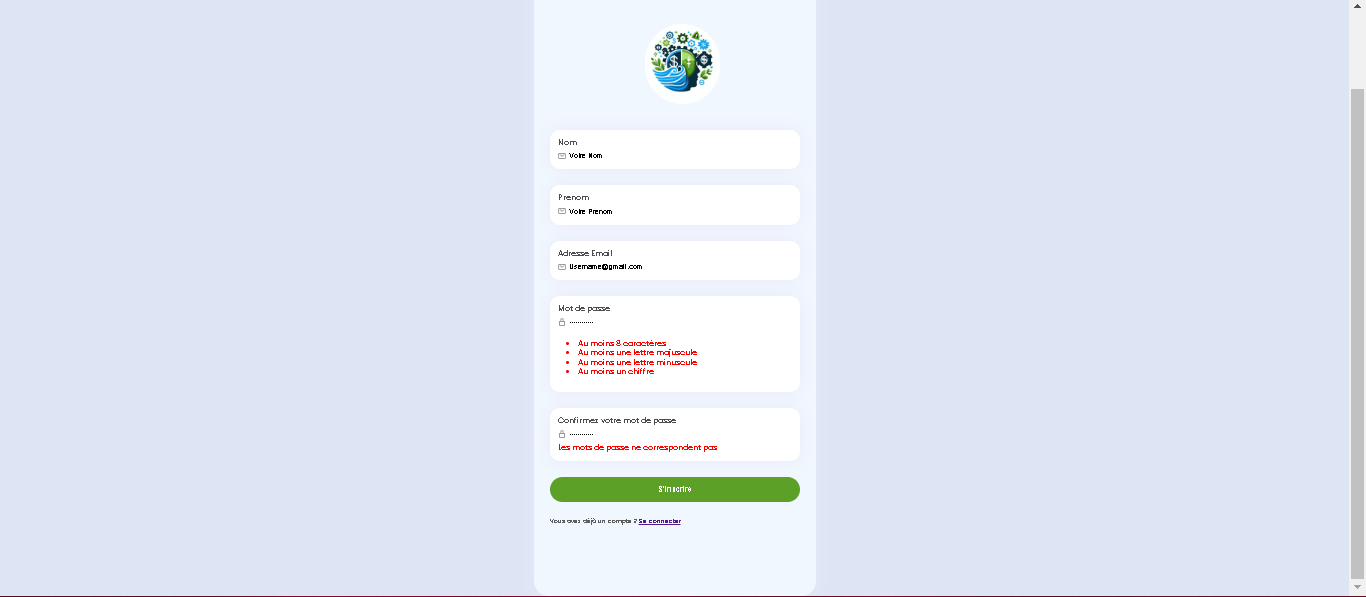 Nom
Votre Nom
Prenom
Votre Prenom
Adresse Email
Username@gmail.com
Mot de passe
............
Au moins 8 caractères
Au moins une lettre majuscule
Au moins une lettre minuscule
Au moins un chiffre
Confirmez votre mot de passe
............
Les mots de passe ne correspondent pas
S'inscrire
Vous avez déjà un compte ? Se connecter